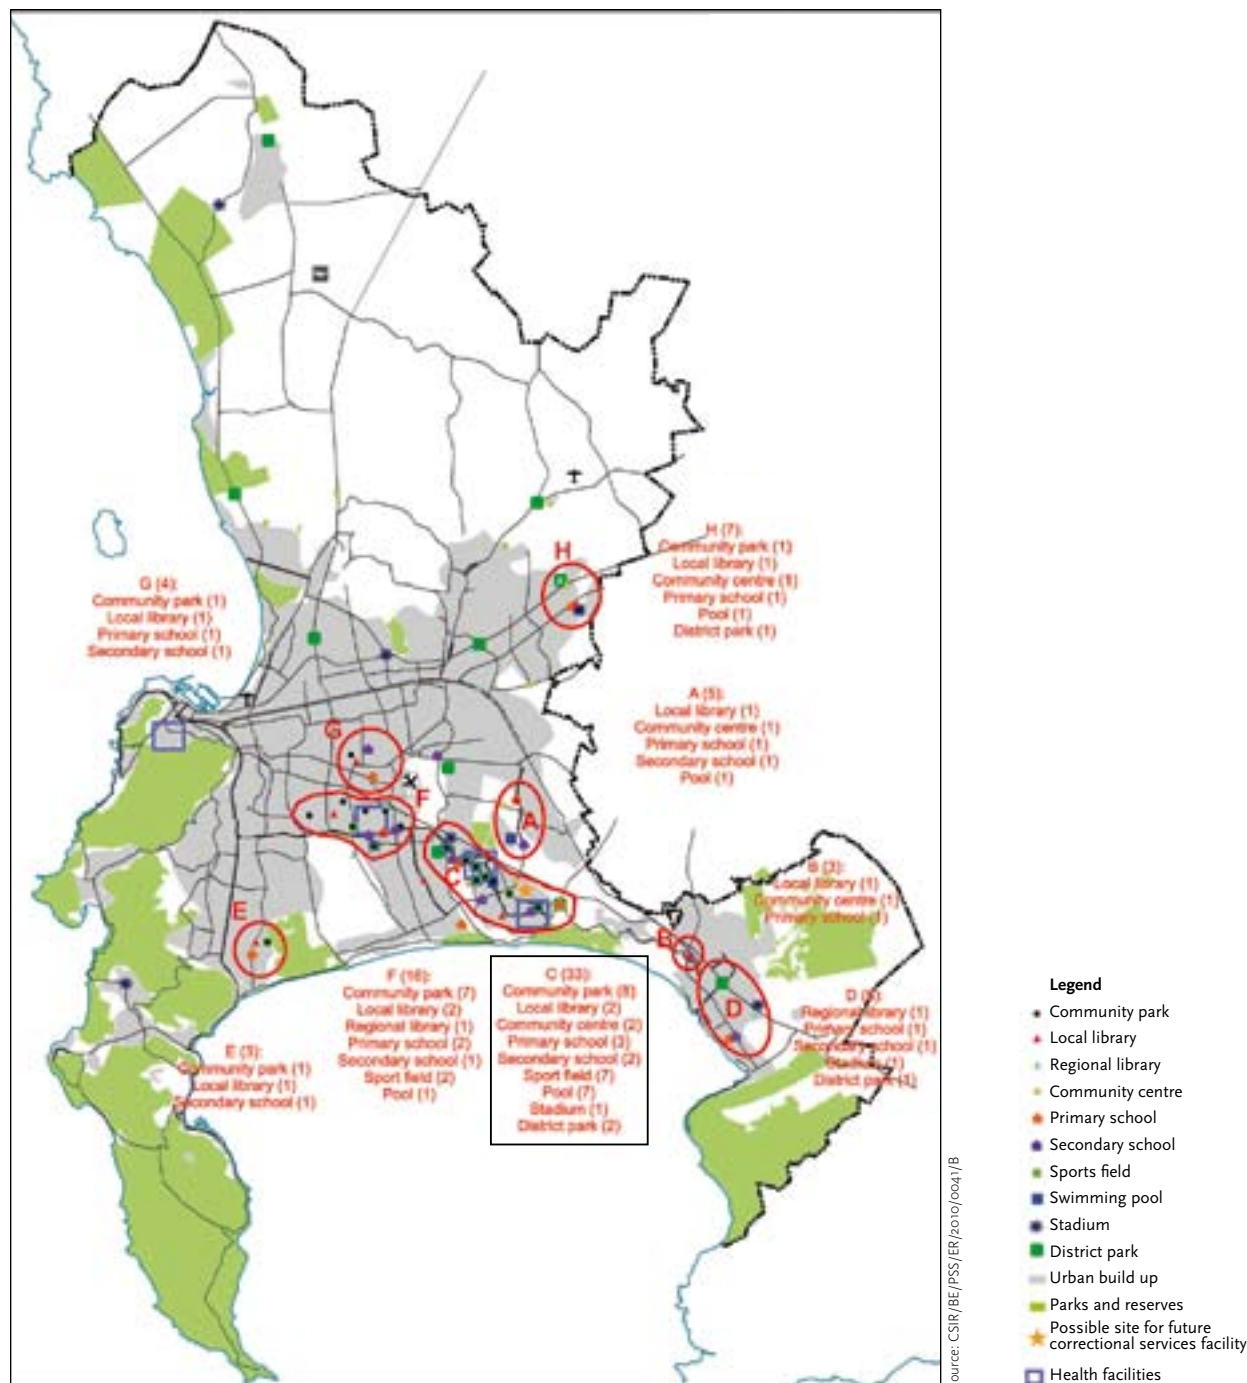 H (7):
Community park (1)
Local library (1)
Community centre (1)
Primary school (1)
Pool (1)
District park (1)
H
G (4):
Community park (1)
Local library (1)
Primary school (1)
Secondary school (1)
A (5):
Local library (1)
Community centre (1)
Primary school (1)
Secondary school (1)
Pool (1)
G
F
A
C
B (3):
Local library (1)
Community centre (1)
Primary school (1)
E
B
D
F (16):
Community park (7)
Local library (2)
Regional library (1)
Primary school (2)
Secondary school (1)
Sport field (2)
Pool (1)
C (33):
Community park (8)
Local library (2)
Community centre (2)
Primary school (3)
Secondary school (2)
Sport field (7)
Pool (7)
Stadium (1)
District park (2)
Regional library (1)
Primary school (1)
Secondary school (1)
Stadium (1)
District park (1)
E (3):
Community park (1)
Local library (1)
Secondary school (1)
ource: CSIR/BE/PSS/ER/2010/0041/B
Legend
Community park
Local library
Regional library
Community centre
Primary school
Secondary school
Sports field
Swimming pool
Stadium
District park
Urban build up
Parks and reserves
Possible site for future
correctional services facility
Health facilities